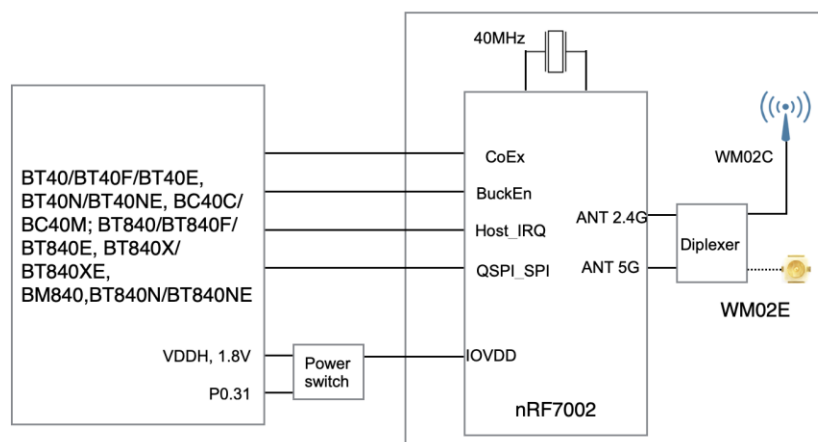 40MHz
BT40/BT40F/BT40E,
BT40N/BT40NE, BC40C/
BC40M; BT840/BT840F/
BT840E, BT840X/
BT840XE,
BM840,BT840N/BT840NE
VDDH, 1.8V
P0.31
Power
switch
CoEx
BuckEn
Host_IRQ
QSPI_SPI
IOVDD
ANT 2.4G
ANT 5G
nRF7002
Diplexer
WM02C
WM02E